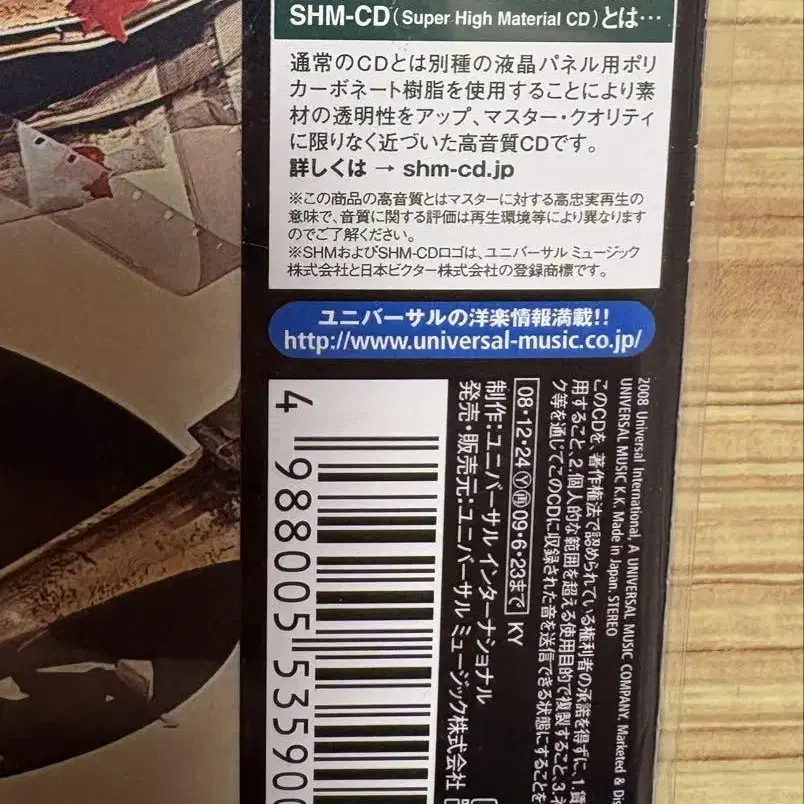 SHM-CD(Super High Material CD)とは…
通常のCDとは別種の液晶パネル用ポリ
カーボネート樹脂を使用することにより素
材の透明性をアップ、マスター・クオリティ
に限りなく近づいた高音質CDです。
詳しくは → shm-cd.jp
※この商品の高音質とはマスターに対する高忠実再生の
意味で、音質に関する評価は再生環境等により異なります
のでご了解ください。
※SHMおよびSHM-CDロゴは、ユニバーサル ミュージック
株式会社と日本ビクター株式会社の登録商標です。
ユニバーサルの洋楽情報満載!!
http://www.universal-music.co.jp/
2008 Universal International, A UNIVERSAL MUSIC COMPANY. Marketed &
UNIVERSAL MUSIC K.K. Made in Japan. STEREO
このCDを、著作権法で認められている権利者の承諾を得ずに、1.
用すること、2.個人的な範囲を超える使用目的で複製すること、3.
ク等を通じてこのCDに収録された音を送信できる状態にすることを
08・12・24 Ⓨ 画 09・6・23まで KY
制作:ユニバーサル インターナショナル
発売・販売元:ユニバーサル ミュージック株式会社
4 988005 53590